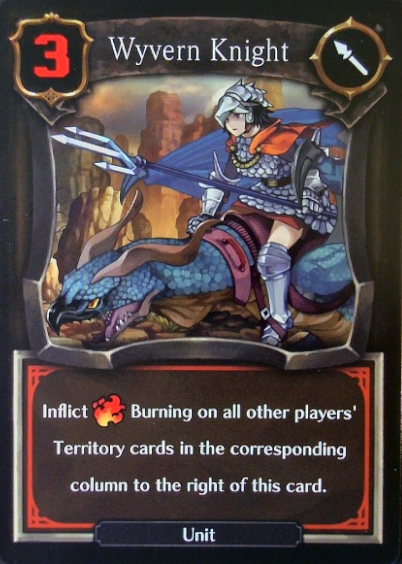 3
Wyvern Knight
Inflict Burning on all other players'
Territory cards in the corresponding
column to the right of this card.
Unit